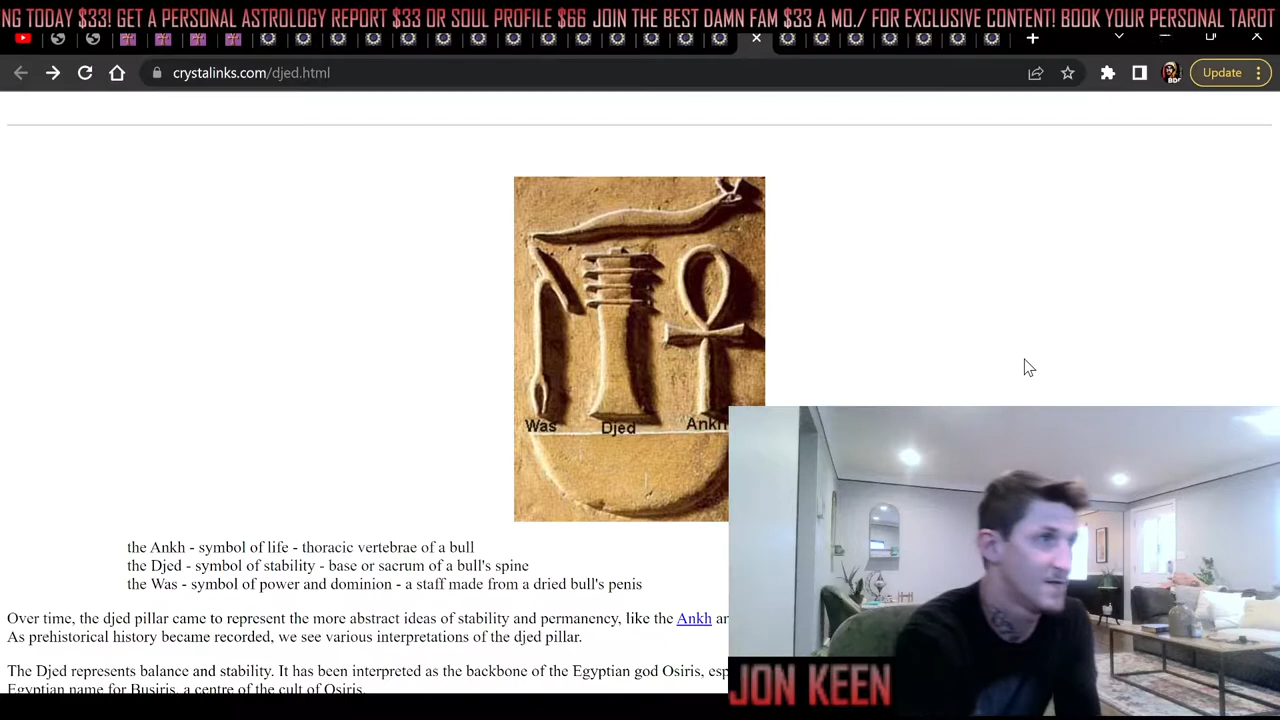 NG TODAY $33! GET A PERSONAL ASTROLOGY REPORT $33 OR SOUL PROFILE $66 JOIN THE BEST DAMN FAM $33 A MO./ FOR EXCLUSIVE CONTENT! BOOK YOUR PERSONAL TAROT
crystalinks.com/djed.html
Update
Was
Djed
Ankh
the Ankh - symbol of life - thoracic vertebrae of a bull
the Djed - symbol of stability - base or sacrum of a bull's spine
the Was - symbol of power and dominion - a staff made from a dried bull's penis
Over time, the djed pillar came to represent the more abstract ideas of stability and permanency, like the Ankh an
As prehistorical history became recorded, we see various interpretations of the djed pillar.
The Djed represents balance and stability. It has been interpreted as the backbone of the Egyptian god Osiris, esp
Egyptian name for Busiris, a centre of the cult of Osiris.
JON KEEN